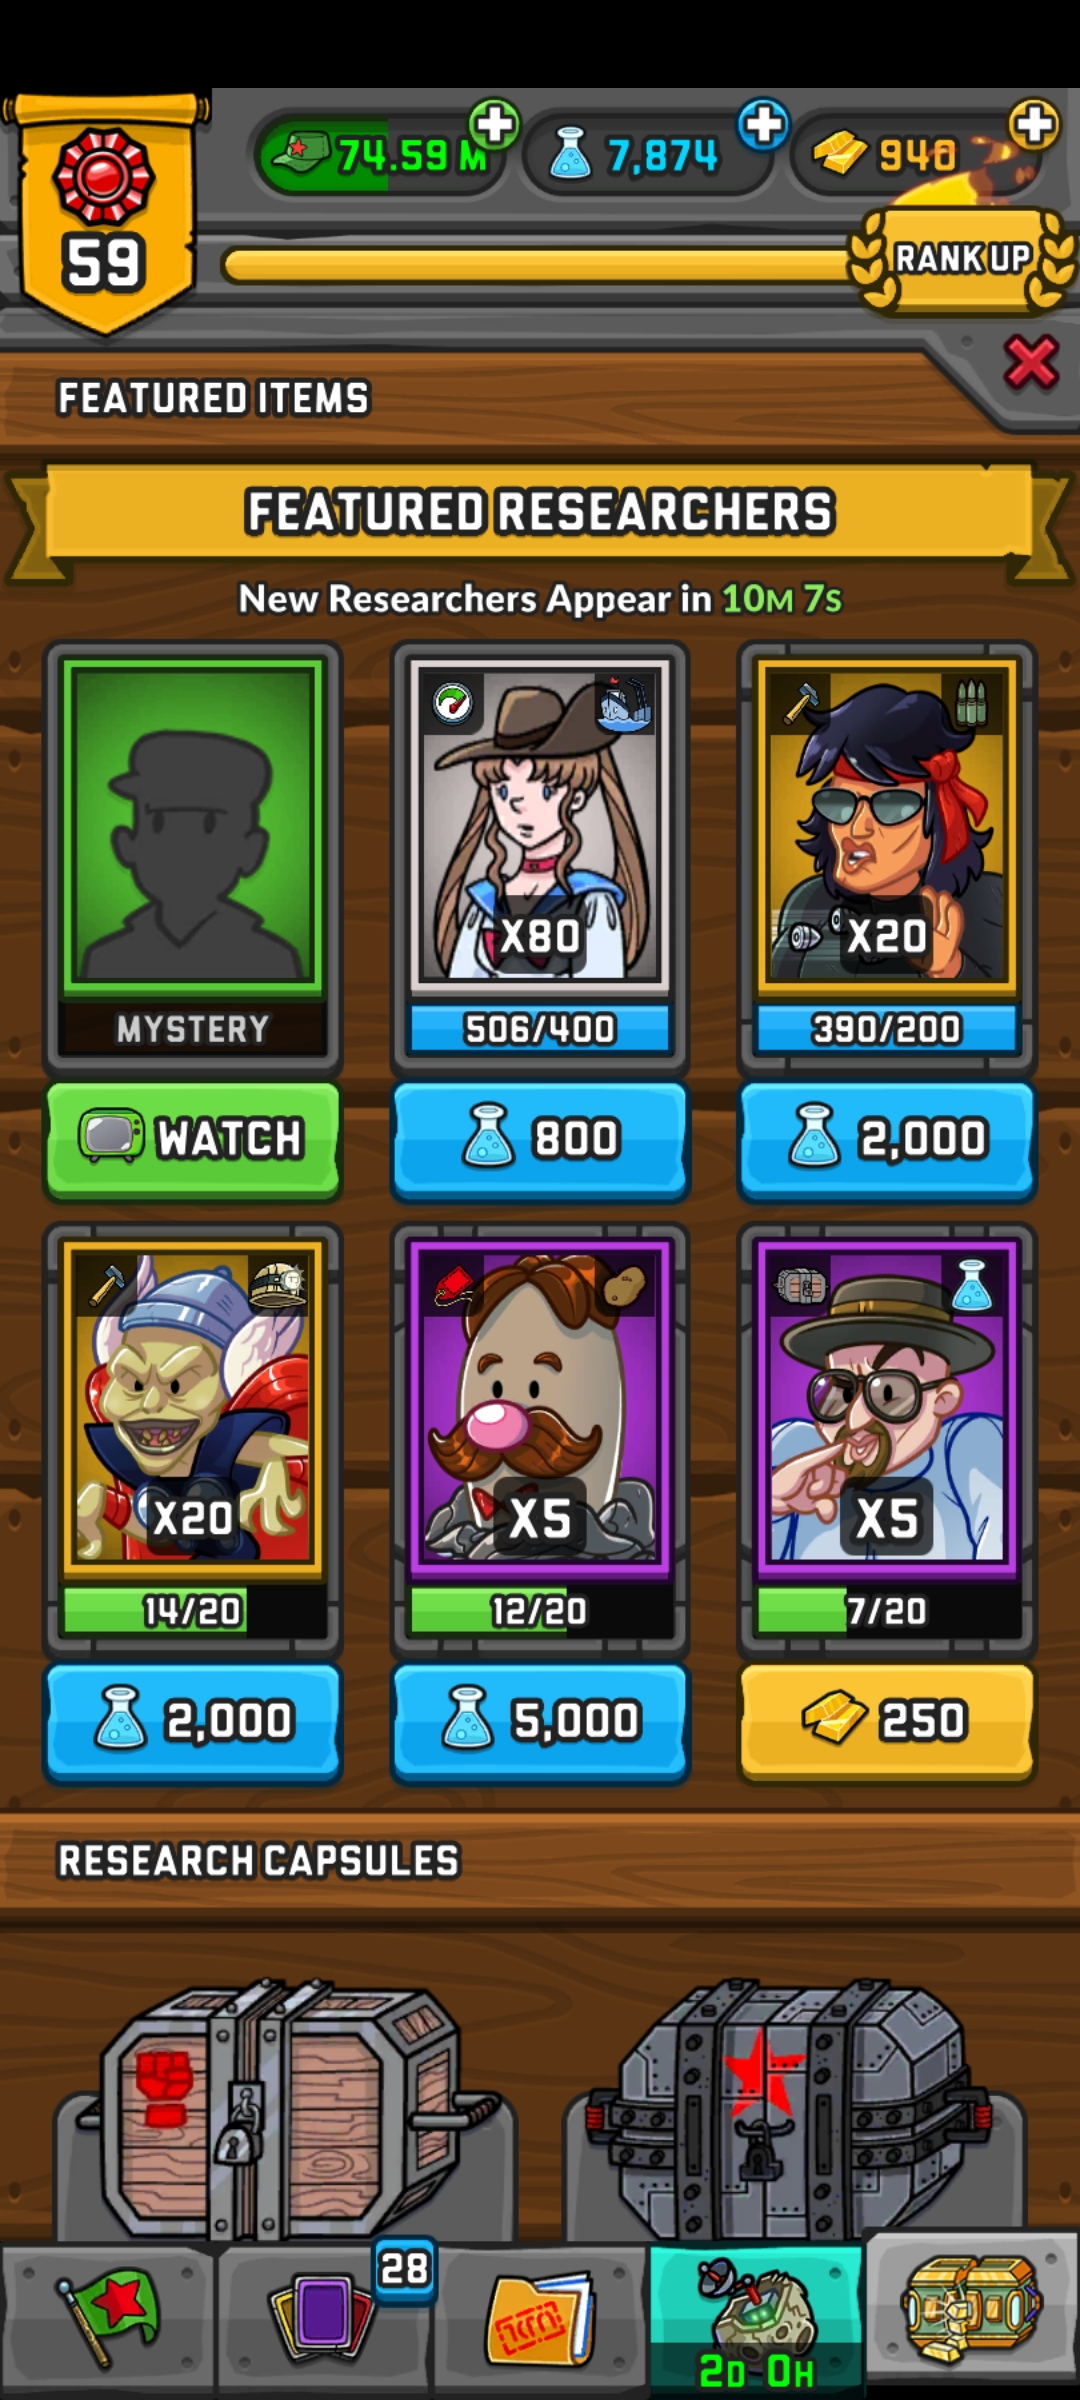 74.59 M
7,874
940
59
RANK UP
FEATURED ITEMS
FEATURED RESEARCHERS
New Researchers Appear in 10M 7S
X80
X20
MYSTERY
506/400
390/200
WATCH
800
2,000
X20
X5
X5
14/20
12/20
7/20
2,000
5,000
250
RESEARCH CAPSULES
28
2D 0H